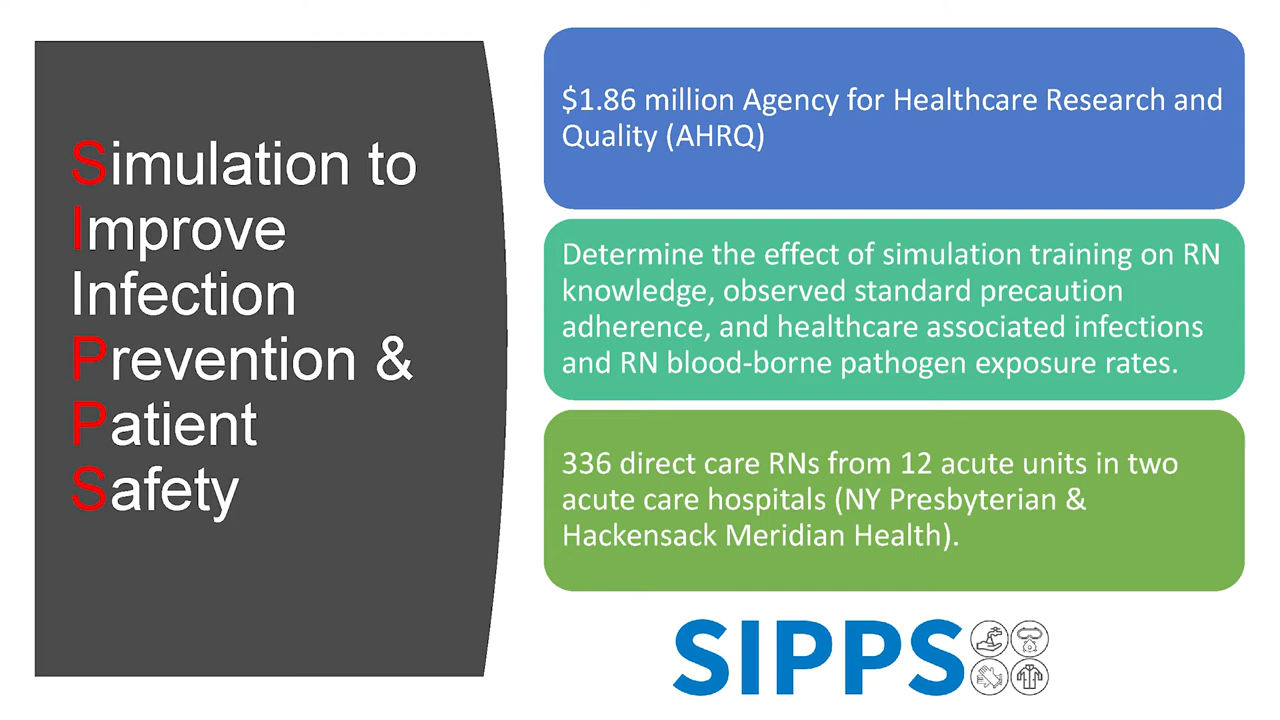 Simulation to
Improve
Infection
Prevention &
Patient
Safety
$1.86 million Agency for Healthcare Research and
Quality (AHRQ)
Determine the effect of simulation training on RN
knowledge, observed standard precaution
adherence, and healthcare associated infections
and RN blood-borne pathogen exposure rates.
336 direct care RNs from 12 acute units in two
acute care hospitals (NY Presbyterian &
Hackensack Meridian Health).
SIPPS